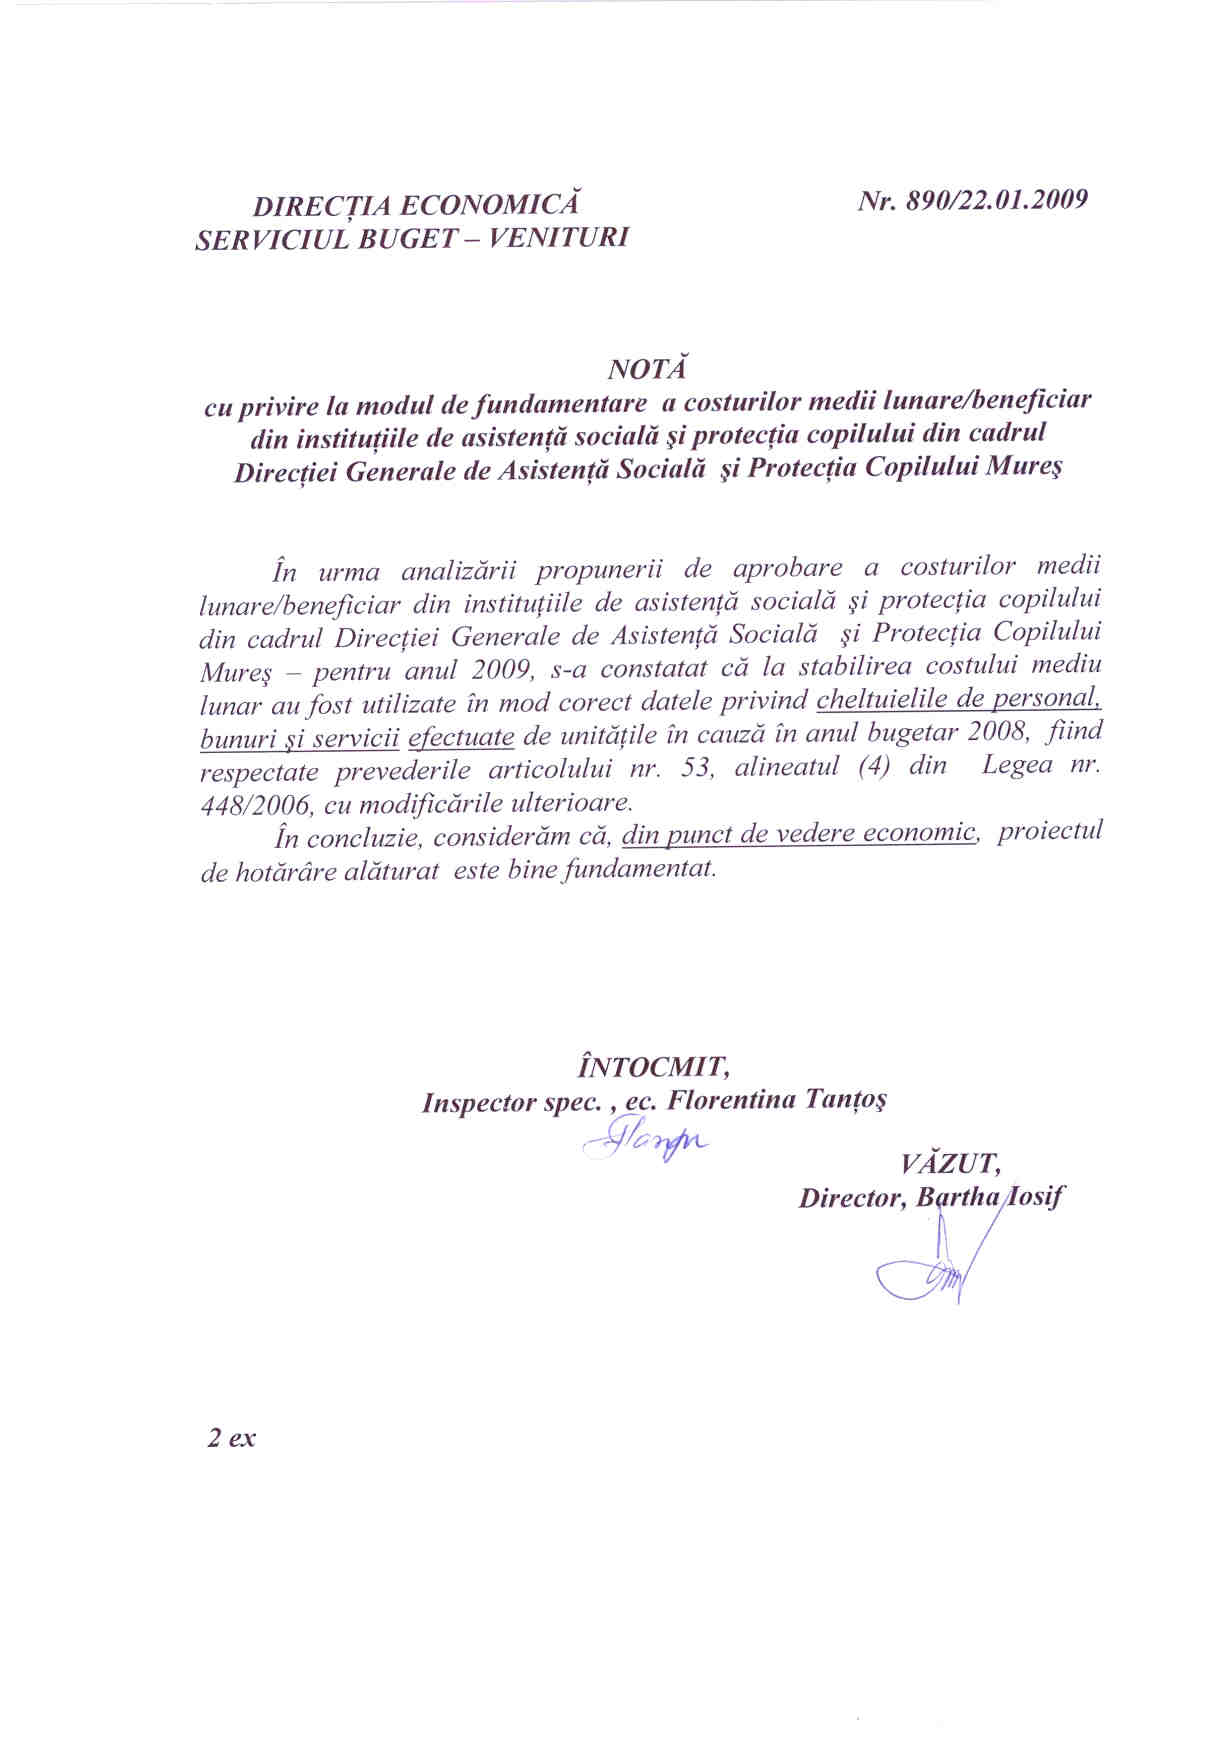 DIRECȚIA ECONOMICĂ Nr. 890/22.01.2009
SERVICIUL BUGET – VENITURI
NOTĂ
cu privire la modul de fundamentare a costurilor medii lunare/beneficiar
din instituțiile de asistență socială şi protecția copilului din cadrul
Direcției Generale de Asistență Socială şi Protecția Copilului Mureş
În urma analizării propunerii de aprobare a costurilor medii
lunare/beneficiar din instituțiile de asistență socială şi protecția copilului
din cadrul Direcției Generale de Asistență Socială şi Protecția Copilului
Mureş – pentru anul 2009, s-a constatat că la stabilirea costului mediu
lunar au fost utilizate în mod corect datele privind cheltuielile de personal,
bunuri şi servicii efectuate de unitățile în cauză în anul bugetar 2008, fiind
respectate prevederile articolului nr. 53, alineatul (4) din Legea nr.
448/2006, cu modificările ulterioare.
În concluzie, considerăm că, din punct de vedere economic, proiectul
de hotărâre alăturat este bine fundamentat.
ÎNTOCMIT,
Inspector spec. , ec. Florentina Tanțoş
VĂZUT,
Director, Bartha Iosif
2 ex